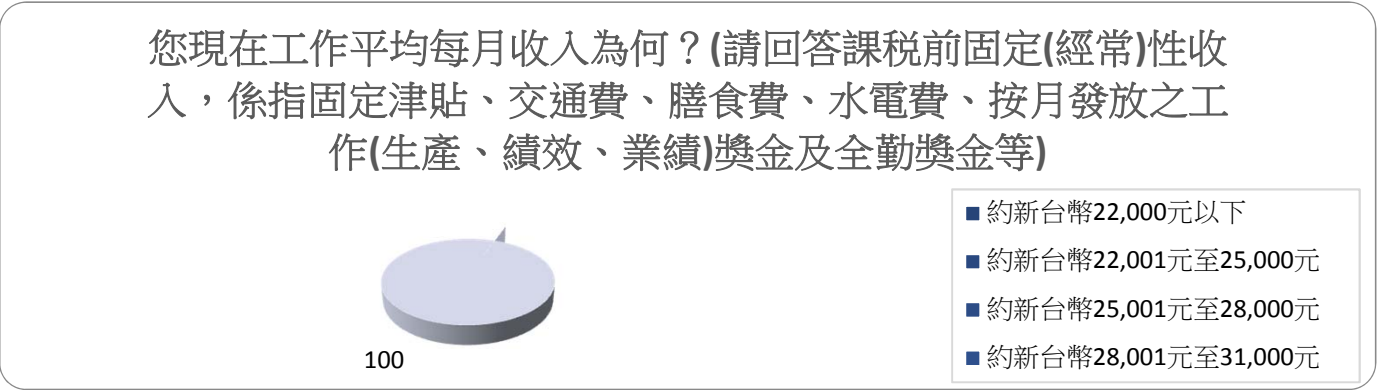 您現在工作平均每月收入為何？(請回答課稅前固定(經常)性收
入，係指固定津貼、交通費、膳食費、水電費、按月發放之工
作(生產、績效、業績)獎金及全勤獎金等)
約新台幣22,000元以下
約新台幣22,001元至25,000元
約新台幣25,001元至28,000元
約新台幣28,001元至31,000元
100